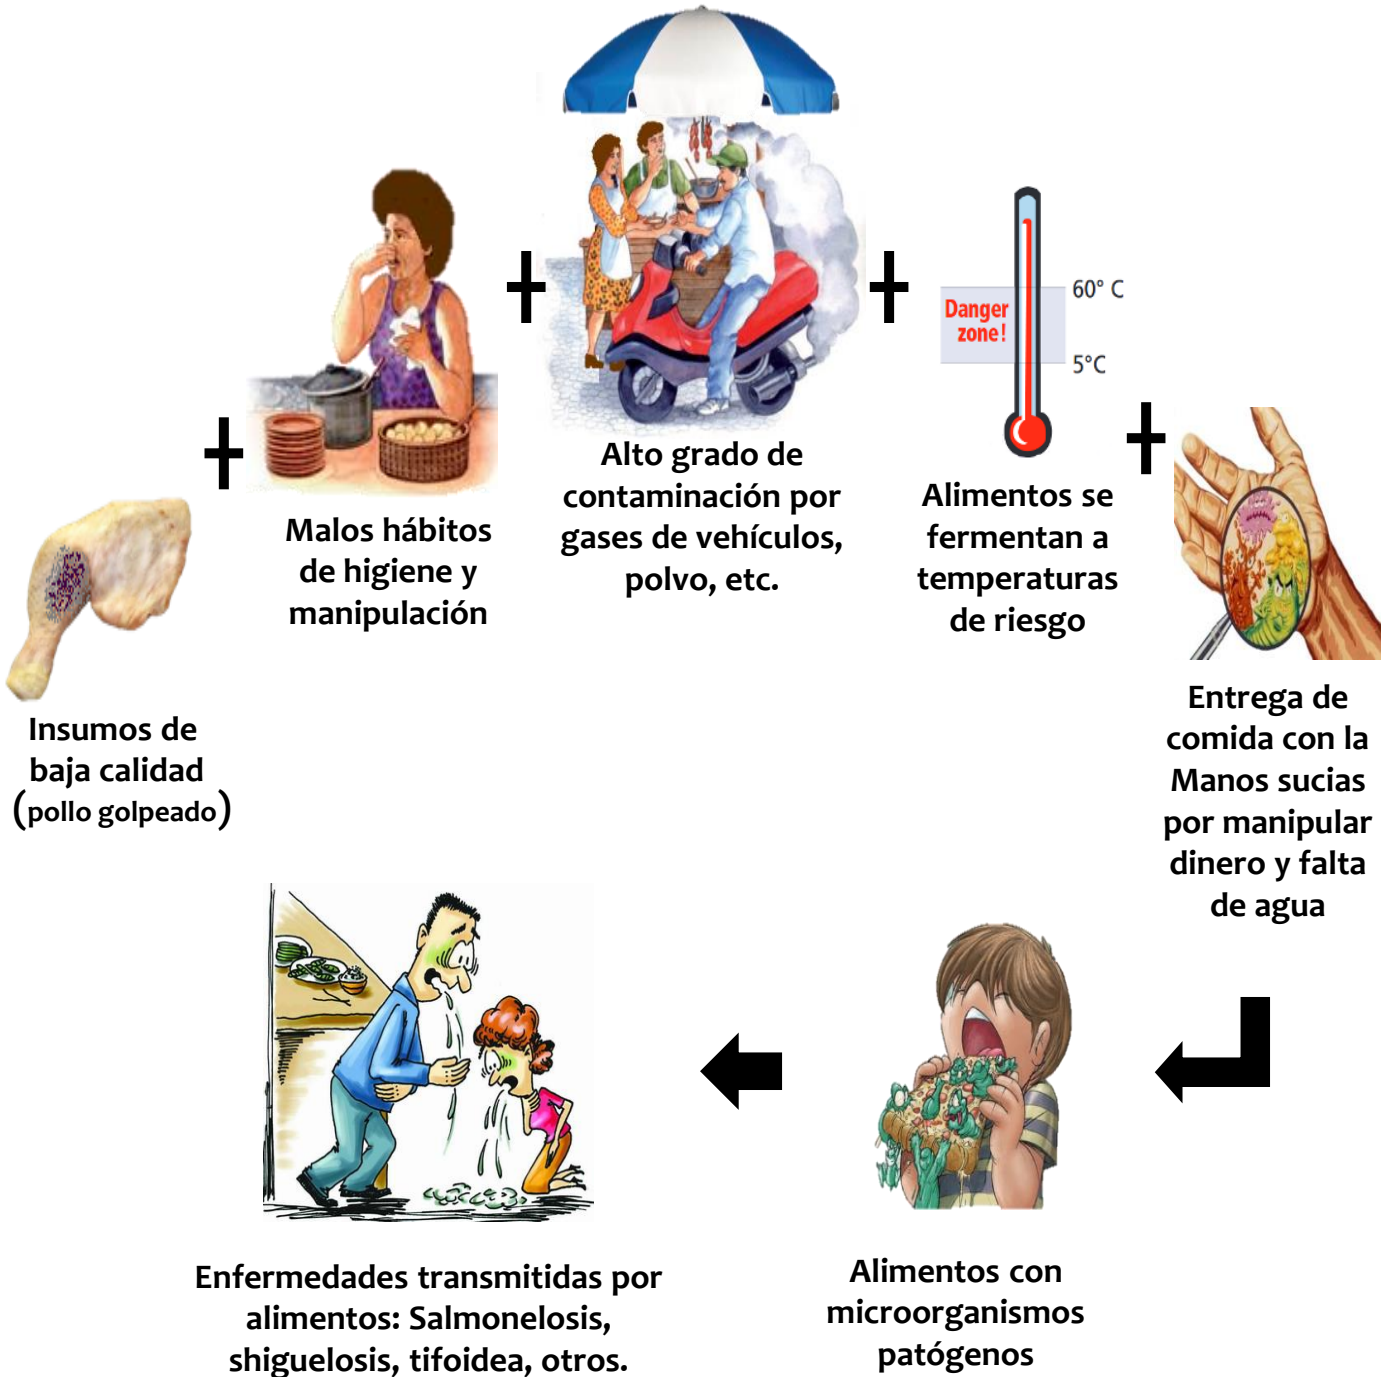 Insumos de
baja calidad
(pollo golpeado)
Malos hábitos
de higiene y
manipulación
Alto grado de
contaminación por
gases de vehículos,
polvo, etc.
Danger
zone!
60° C
5°C
Alimentos se
fermentan a
temperaturas
de riesgo
Entrega de
comida con la
Manos sucias
por manipular
dinero y falta
de agua
Alimentos con
microorganismos
patógenos
Enfermedades transmitidas por
alimentos: Salmonelosis,
shiguelosis, tifoidea, otros.